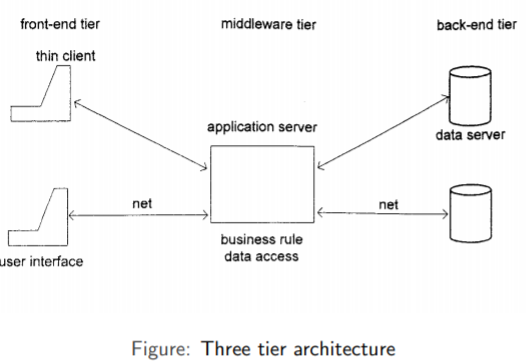 front-end tier
middleware tier
back-end tier
thin client
application server
data server
net
net
business rule
data access
user interface
Figure: Three tier architecture